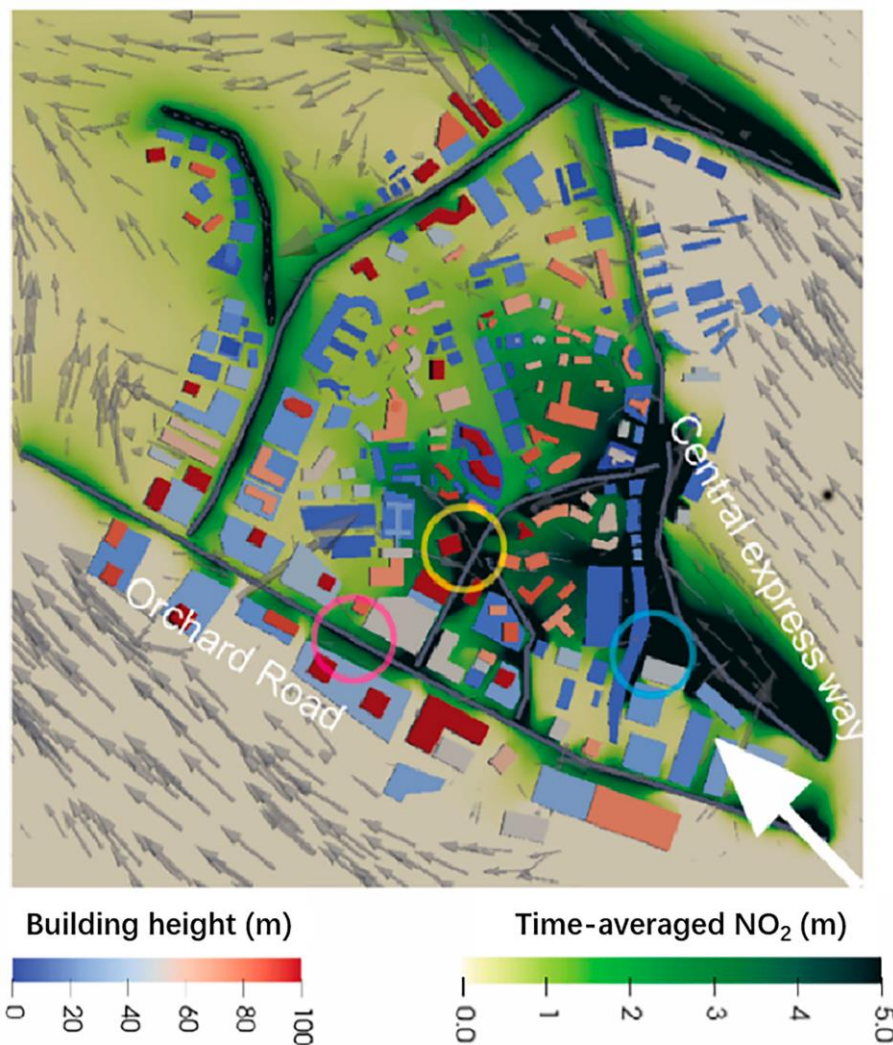 Central express way
Orchard Road
Building height (m)
0 20 40 60 80 100
Time-averaged NO₂ (m)
0.0 1 2 3 4 5.0